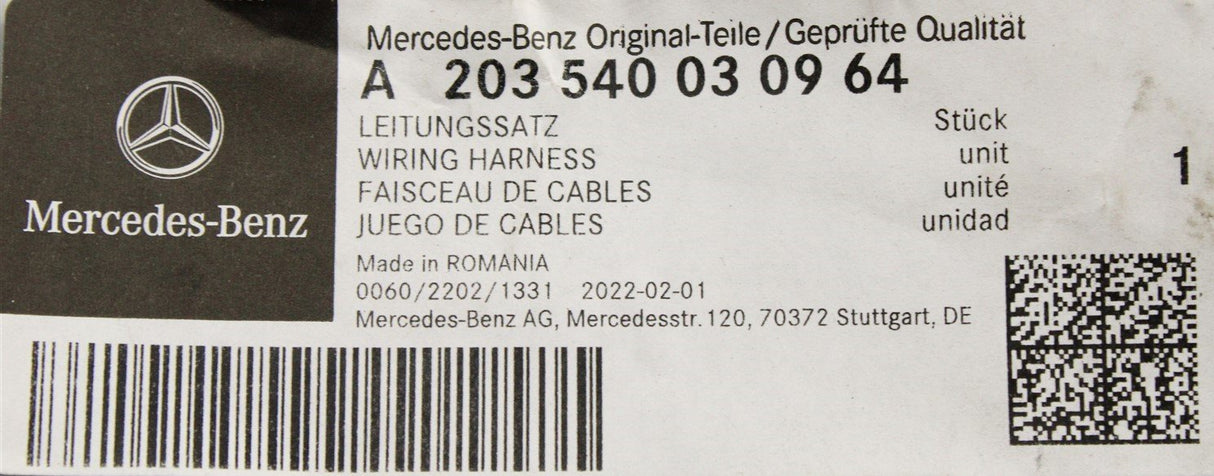 Mercedes-Benz
Mercedes-Benz Original-Teile/Geprüfte Qualität
A 203 540 03 09 64
LEITUNGSSATZ Stück
WIRING HARNESS unit 1
FAISCEAU DE CABLES unité
JUEGO DE CABLES unidad
Made in ROMANIA
0060/2202/1331 2022-02-01
Mercedes-Benz AG, Mercedesstr. 120, 70372 Stuttgart, DE